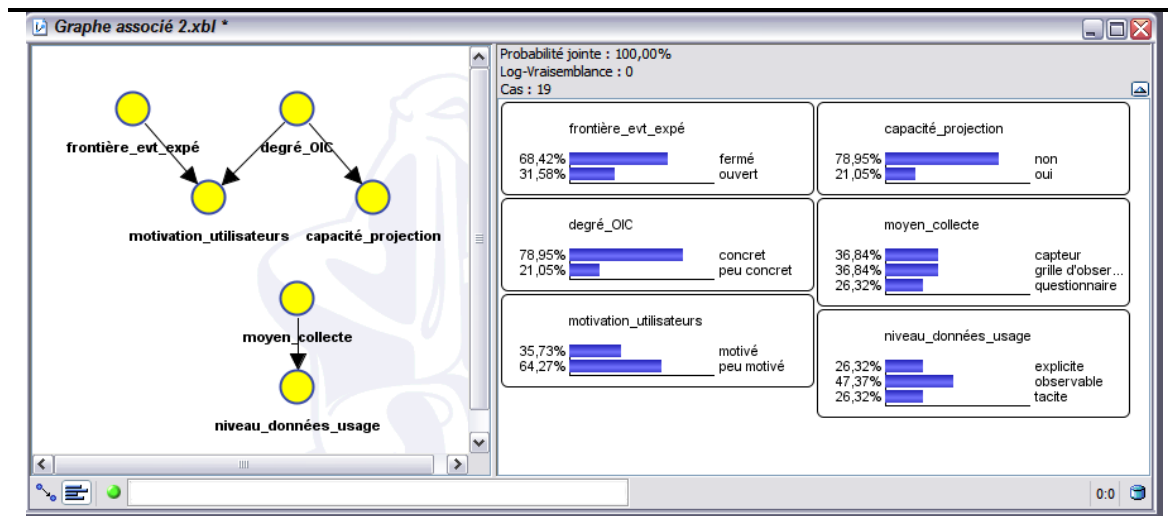 Graphe associé 2.xbl *
frontière_evt_expé
degré_OIC
motivation_utilisateurs
capacité_projection
moyen_collecte
niveau_données_usage
Probabilité jointe : 100,00%
Log-Vraisemblance : 0
Cas : 19
frontière_evt_expé
68,42% fermé
31,58% ouvert
degré_OIC
78,95% concret
21,05% peu concret
motivation_utilisateurs
35,73% motivé
64,27% peu motivé
capacité_projection
78,95% non
21,05% oui
moyen_collecte
36,84% capteur
36,84% grille d'obser...
26,32% questionnaire
niveau_données_usage
26,32% explicite
47,37% observable
26,32% tacite
0:0